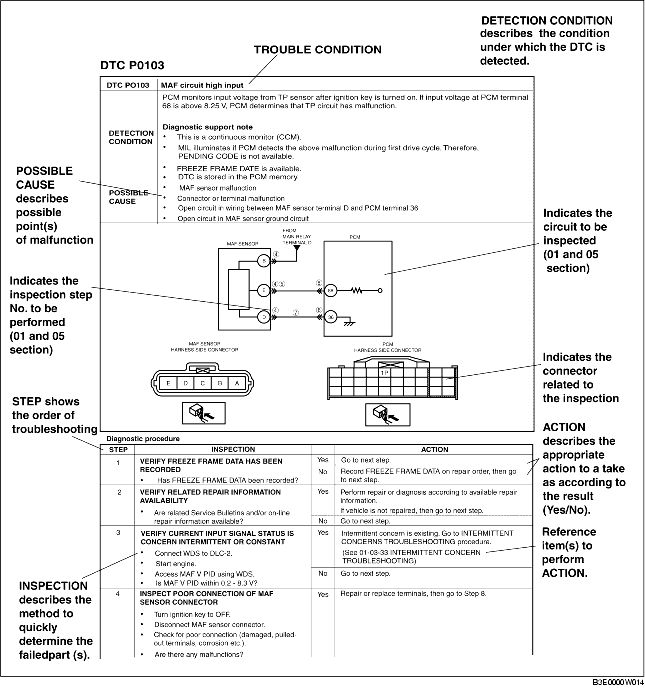 DETECTION CONDITION
describes the condition
under which the DTC is
detected.
TROUBLE CONDITION
DTC P0103
DTC PO103 MAF circuit high input
PCM monitors input voltage from TP sensor after ignition key is turned on. If input voltage at PCM terminal
68 is above 8.25 V, PCM determines that TP circuit has malfunction.
DETECTION
CONDITION
Diagnostic support note
• This is a continuous monitor (CCM).
• MIL illuminates if PCM detects the above malfunction during first drive cycle. Therefore,
PENDING CODE is not available.
• FREEZE FRAME DATE is available.
• DTC is stored in the PCM memory
POSSIBLE
CAUSE
• MAF sensor malfunction
• Connector or terminal malfunction
• Open circuit in wiring between MAF sensor terminal D and PCM terminal 36
• Open circuit in MAF sensor ground circuit
POSSIBLE
CAUSE
describes
possible
point(s)
of malfunction
Indicates the
circuit to be
inspected
(01 and 05
section)
FROM
MAIN RELAY
TERMINAL D
MAF SENSOR
PCM
Indicates the
inspection step
No. to be
performed
(01 and 05
section)
MAF SENSOR
HARNESS SIDE CONNECTOR
PCM
HARNESS SIDE CONNECTOR
E D C B A
1P
Indicates the
connector
related to
the inspection
STEP shows
the order of
troubleshooting
Diagnostic procedure
STEP INSPECTION ACTION
1 VERIFY FREEZE FRAME DATA HAS BEEN
RECORDED
• Has FREEZE FRAME DATA been recorded?
Yes Go to next step.
No Record FREEZE FRAME DATA on repair order, then go
to next step.
2 VERIFY RELATED REPAIR INFORMATION
AVAILABILITY
• Are related Service Bulletins and/or on-line
repair information available?
Yes Perform repair or diagnosis according to available repair
information.
If vehicle is not repaired, then go to next step.
No Go to next step.
3 VERIFY CURRENT INPUT SIGNAL STATUS IS
CONCERN INTERMITTENT OR CONSTANT
• Connect WDS to DLC-2.
• Start engine.
• Access MAF V PID using WDS.
• Is MAF V PID within 0.2 - 8.3 V?
Yes Intermittent concern is existing. Go to INTERMITTENT
CONCERNS TROUBLESHOOTING procedure.
(See 01-03-33 INTERMITTENT CONCERN
TROUBLESHOOTING)
No Go to next step.
4 INSPECT POOR CONNECTION OF MAF
SENSOR CONNECTOR
• Turn ignition key to OFF.
• Disconnect MAF sensor connector.
• Check for poor connection (damaged, pulled-
out terminals, corrosion etc.).
• Are there any malfunctions?
Yes Repair or replace terminals, then go to Step 8.
ACTION
describes the
appropriate
action to a take
as according to
the result
(Yes/No).
Reference
item(s) to
perform
ACTION.
INSPECTION
describes the
method to
quickly
determine the
failedpart (s).
B3E0000W014